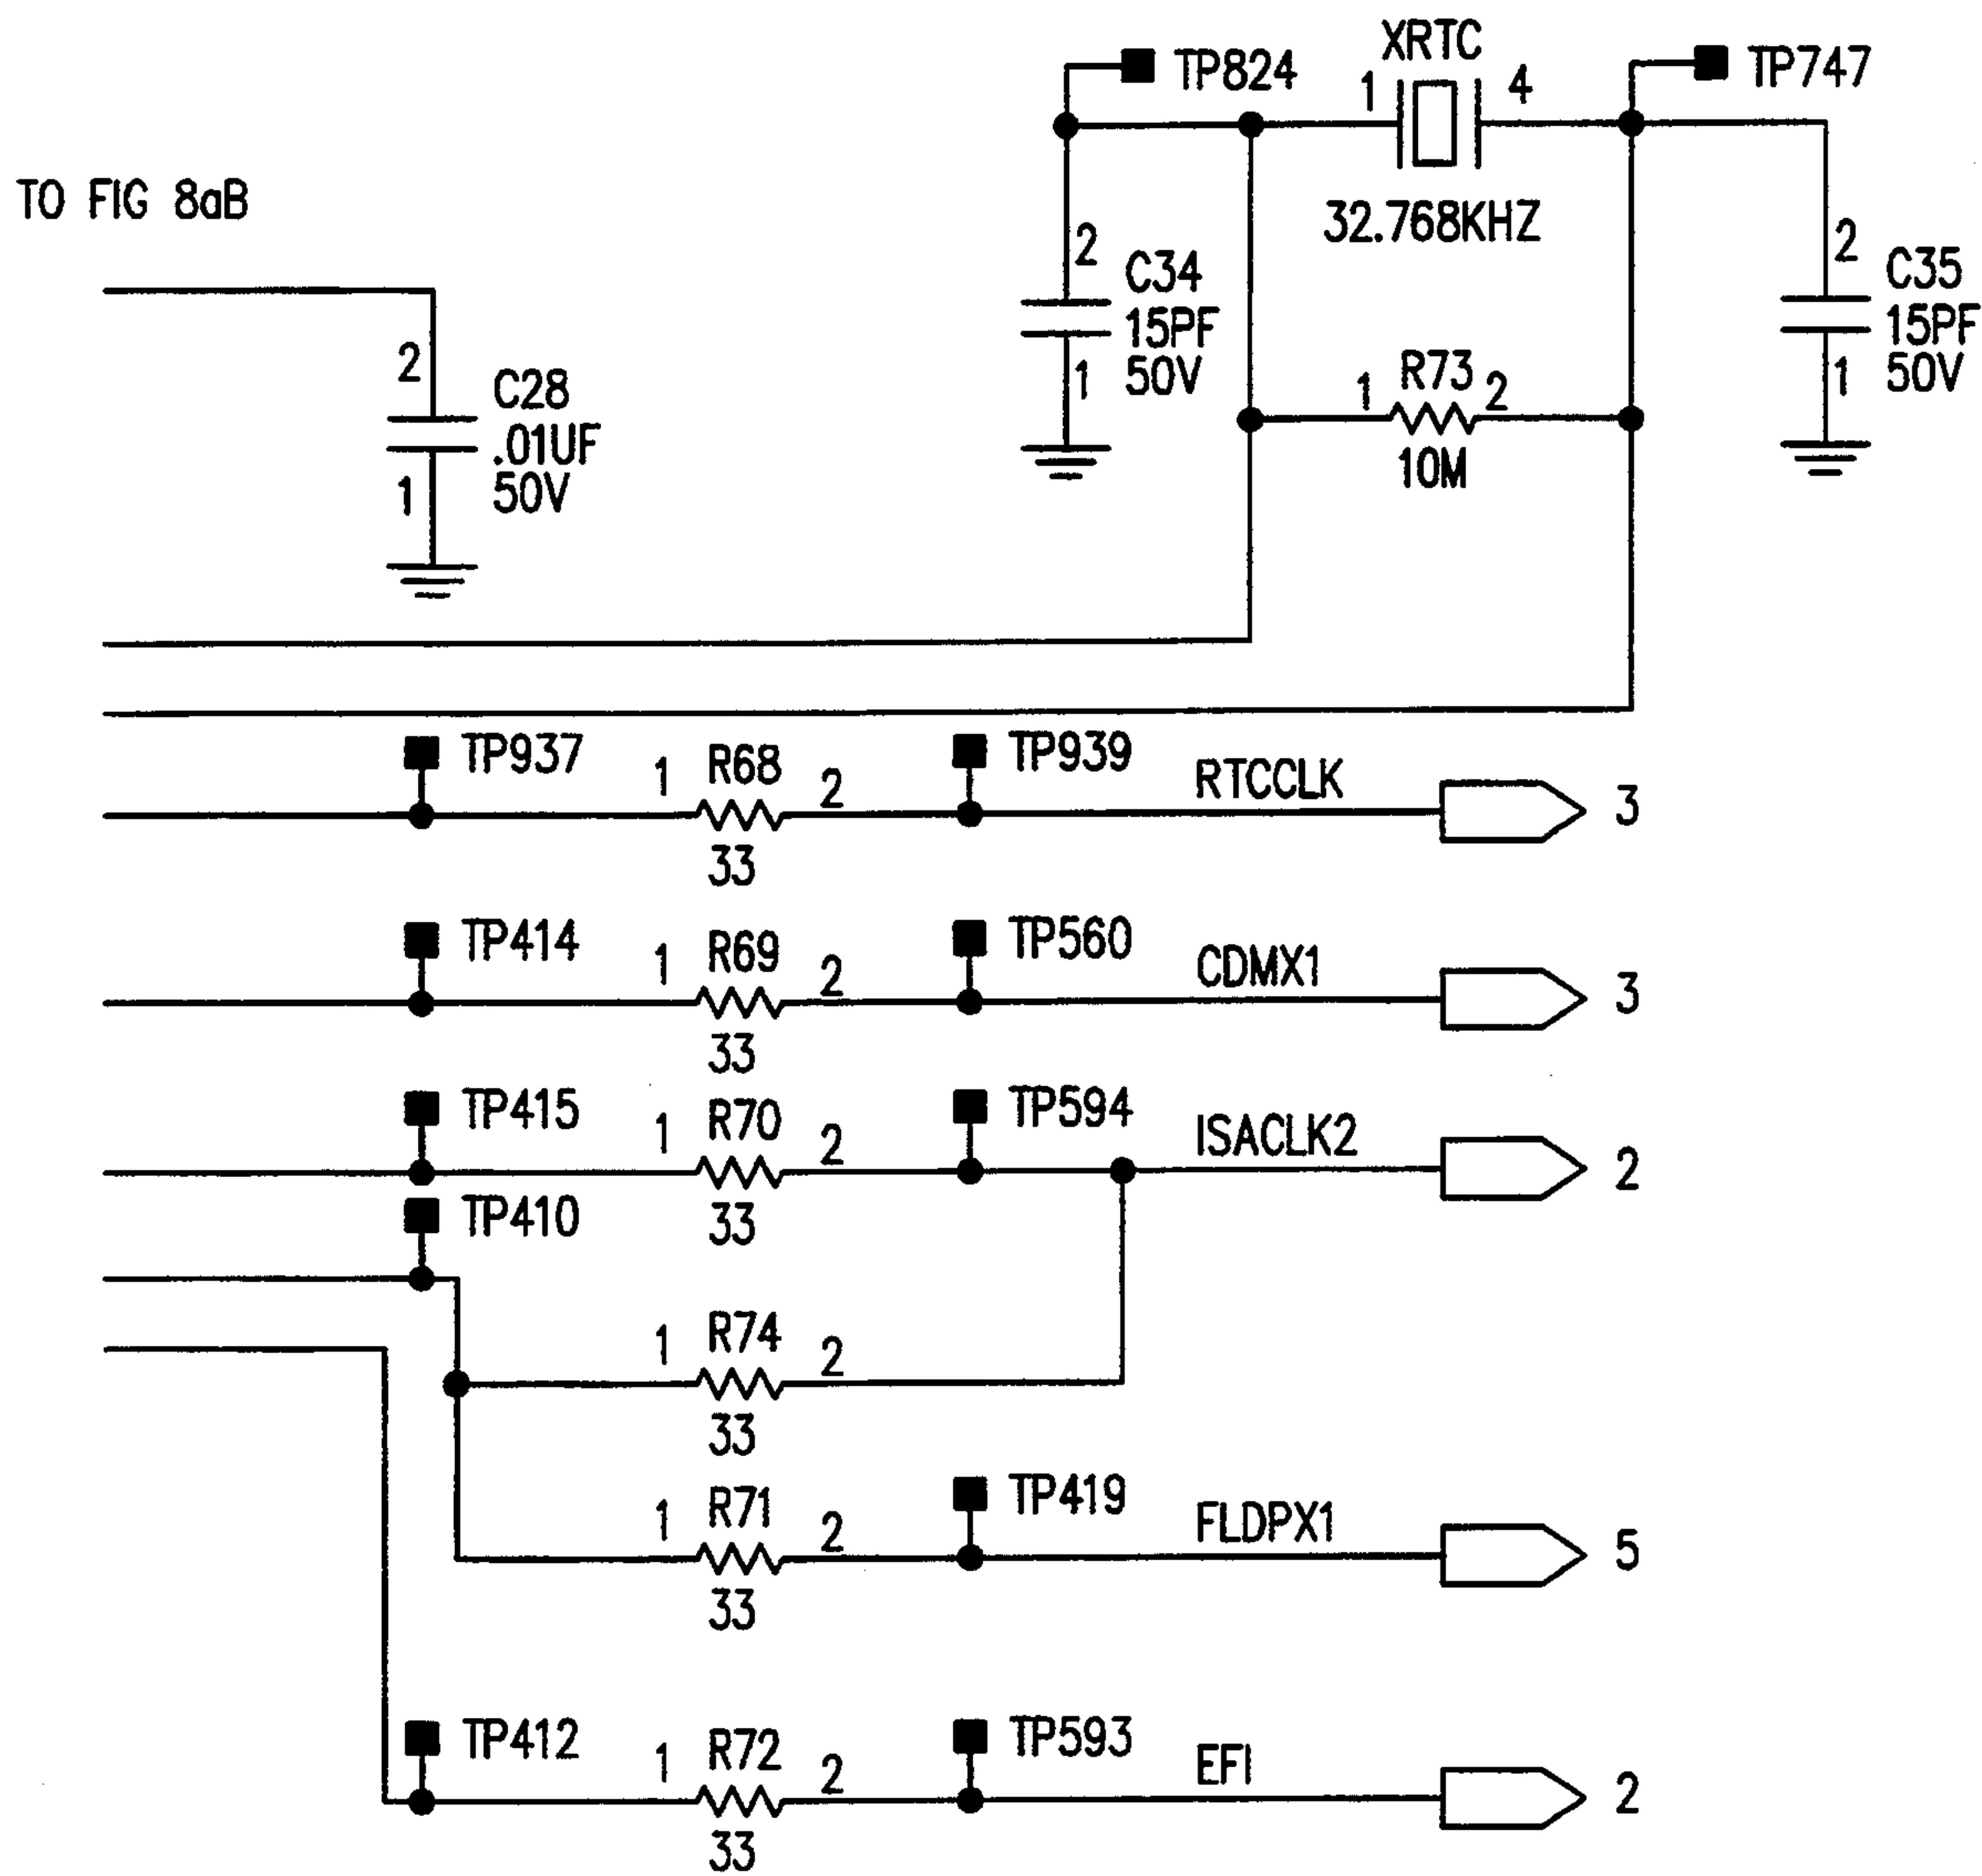 XRTC
TP824
TP747
1
4
TO FIG 8aB
32.768KHZ
2
C34
15PF
50V
1
2
C35
15PF
50V
1
2
C28
.01UF
50V
1
1
R73
2
10M
TP937
1
R68
2
33
TP939
RTCCLK
3
TP414
1
R69
2
33
TP560
CDMX1
3
TP415
1
R70
2
33
TP594
ISACLK2
2
TP410
1
R74
2
33
1
R71
2
33
TP419
FLDPX1
5
TP412
1
R72
2
33
TP593
EFI
2